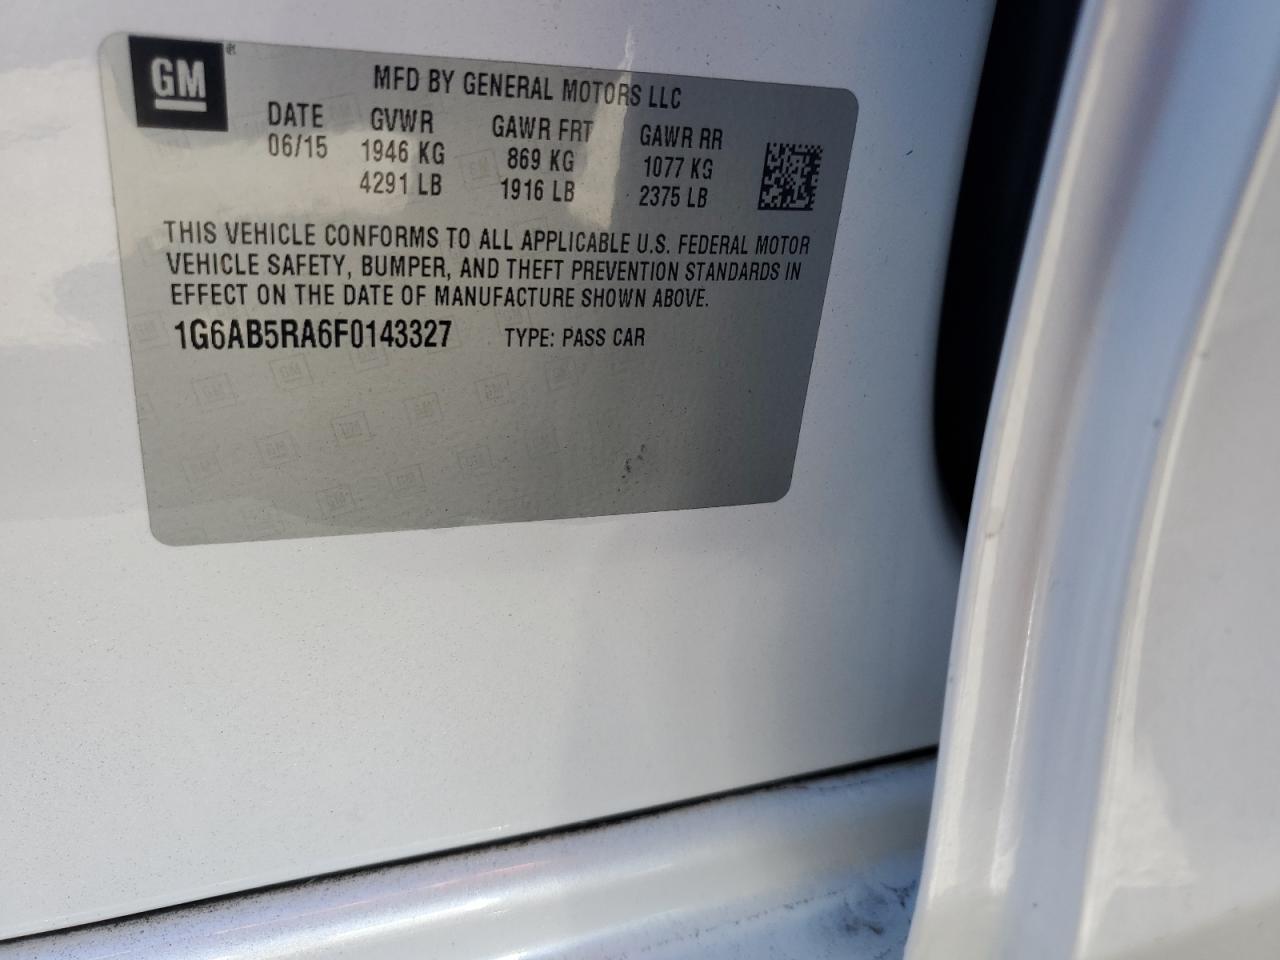 GM
MFD BY GENERAL MOTORS LLC
DATE GVWR GAWR FRT GAWR RR
06/15 1946 KG 869 KG 1077 KG
4291 LB 1916 LB 2375 LB
THIS VEHICLE CONFORMS TO ALL APPLICABLE U.S. FEDERAL MOTOR
VEHICLE SAFETY, BUMPER, AND THEFT PREVENTION STANDARDS IN
EFFECT ON THE DATE OF MANUFACTURE SHOWN ABOVE.
1G6AB5RA6F0143327 TYPE: PASS CAR